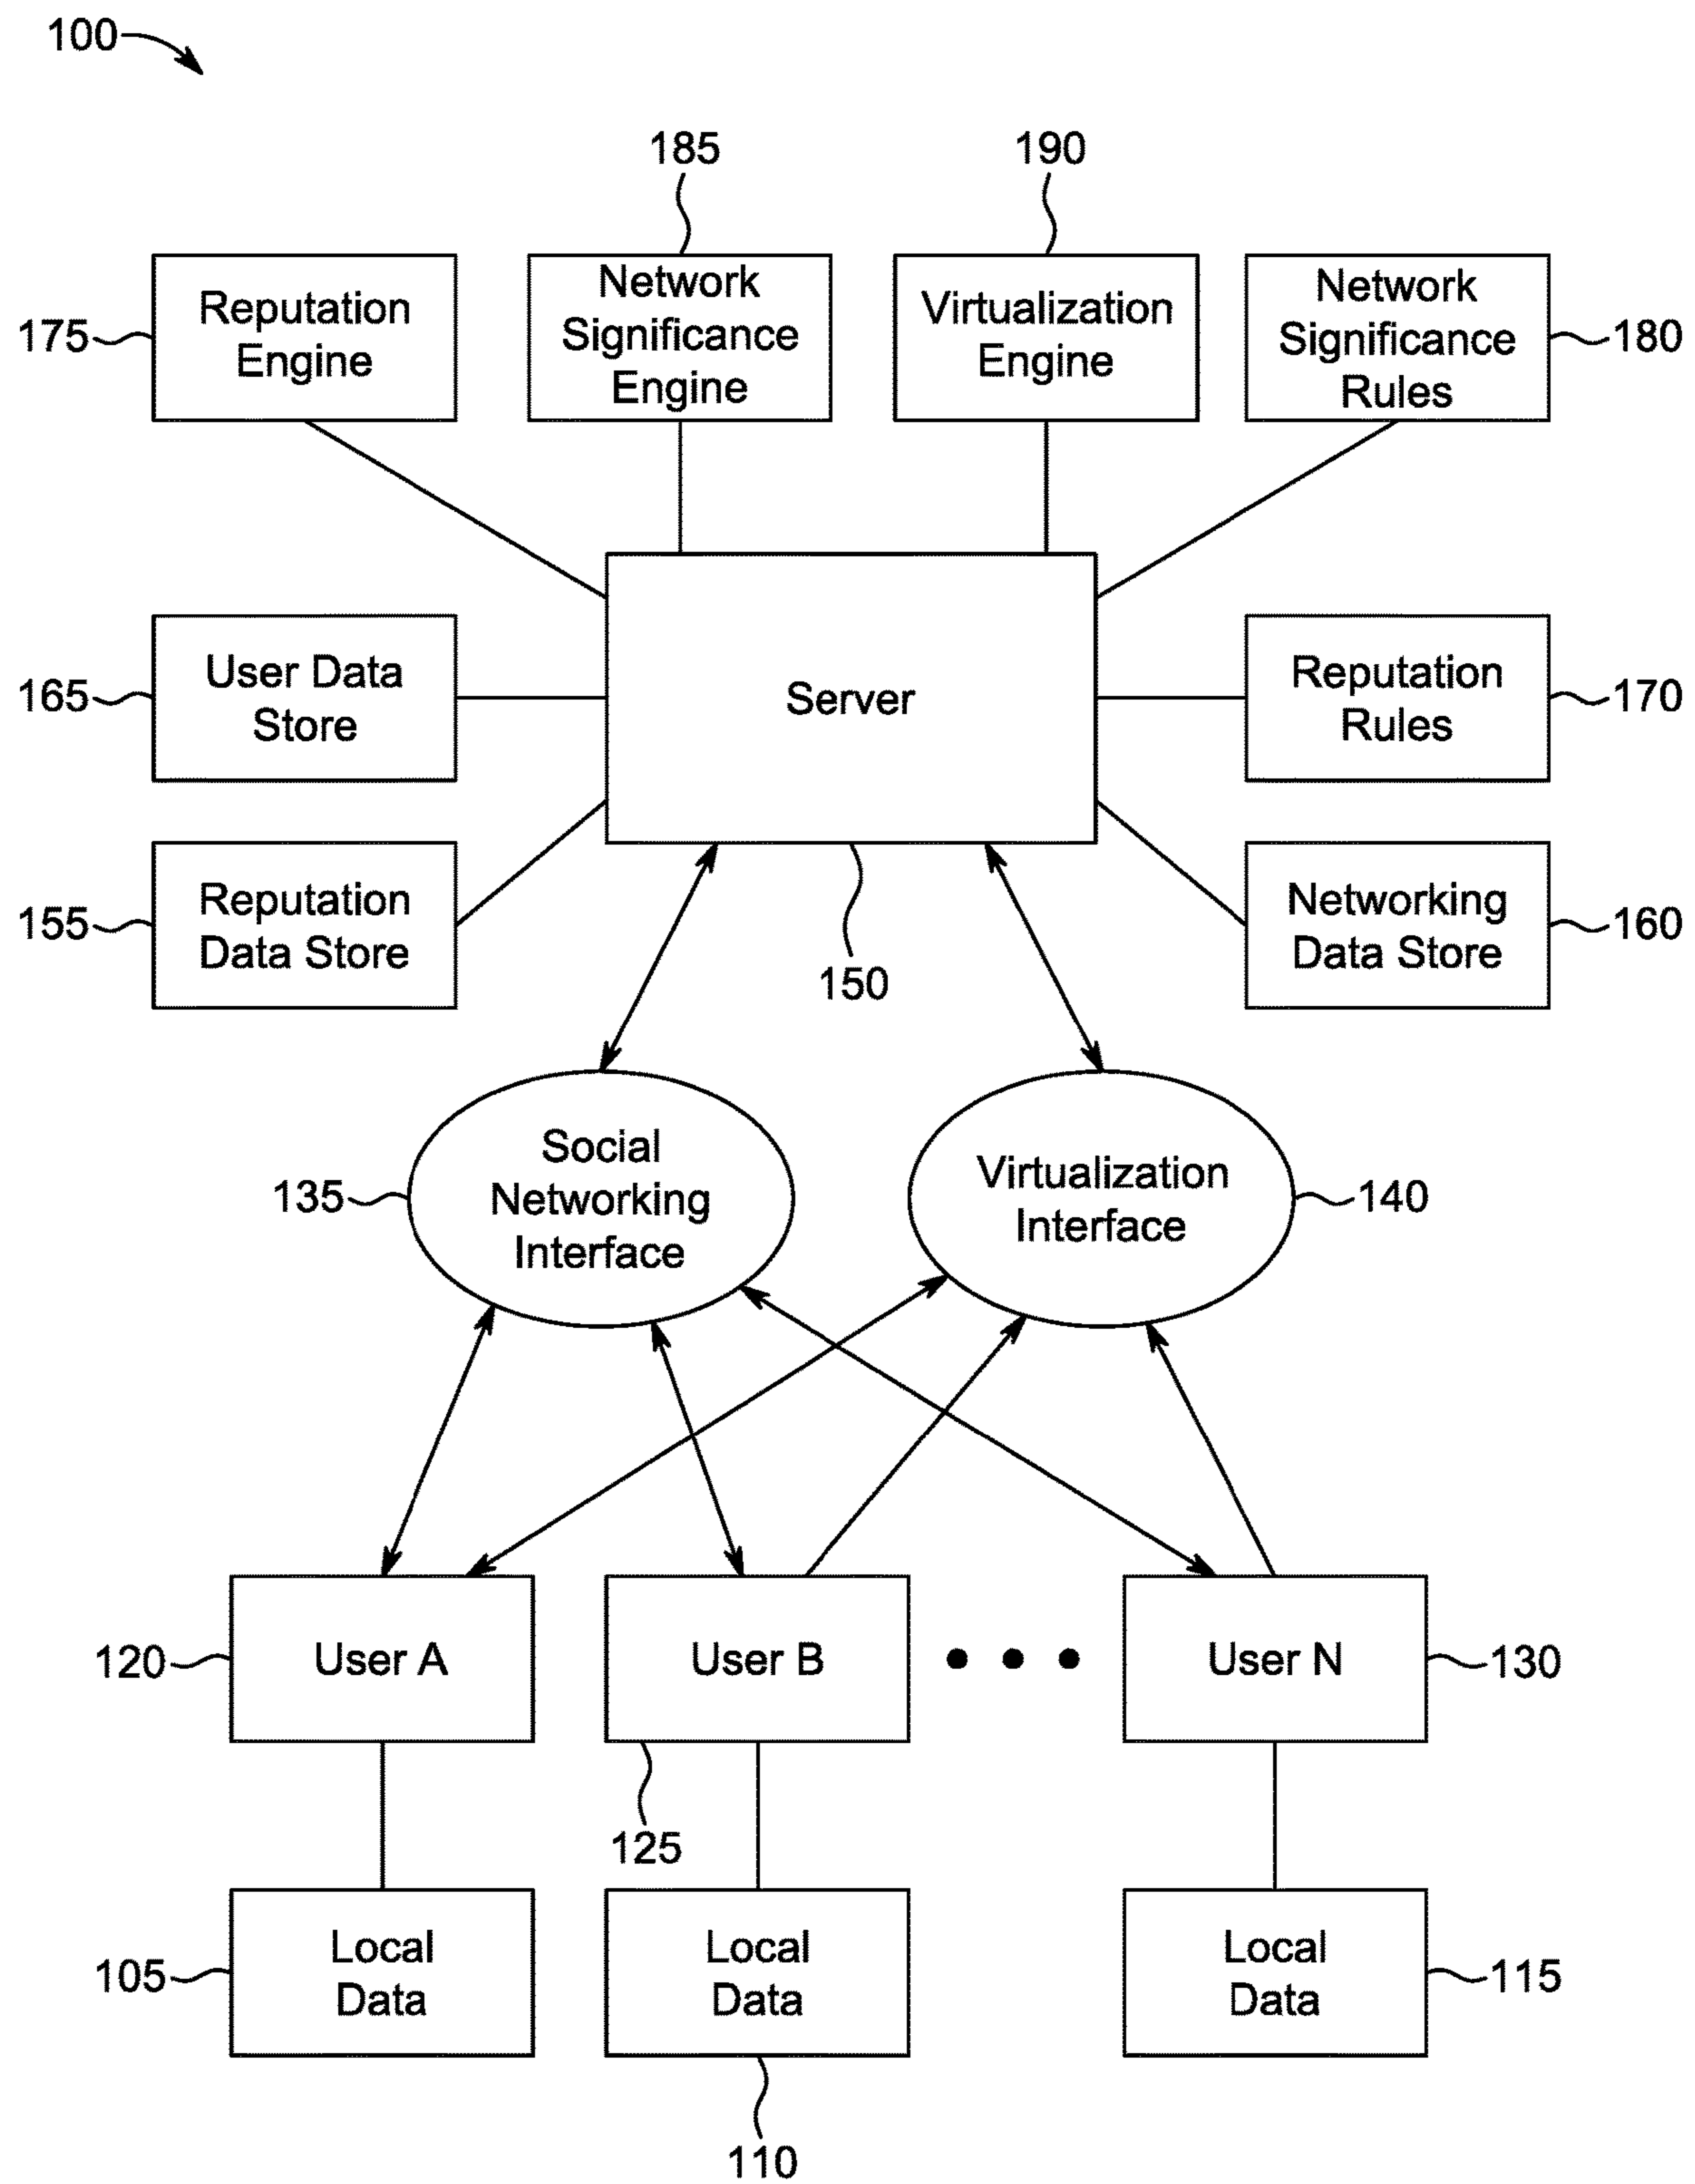 100
185
190
Reputation
Engine
Network
Significance
Engine
Virtualization
Engine
Network
Significance
Rules
175
180
User Data
Store
Server
Reputation
Rules
165
170
Reputation
Data Store
Networking
Data Store
155
160
150
Social
Networking
Interface
Virtualization
Interface
135
140
User A
User B
User N
120
130
125
Local
Data
Local
Data
Local
Data
105
115
110